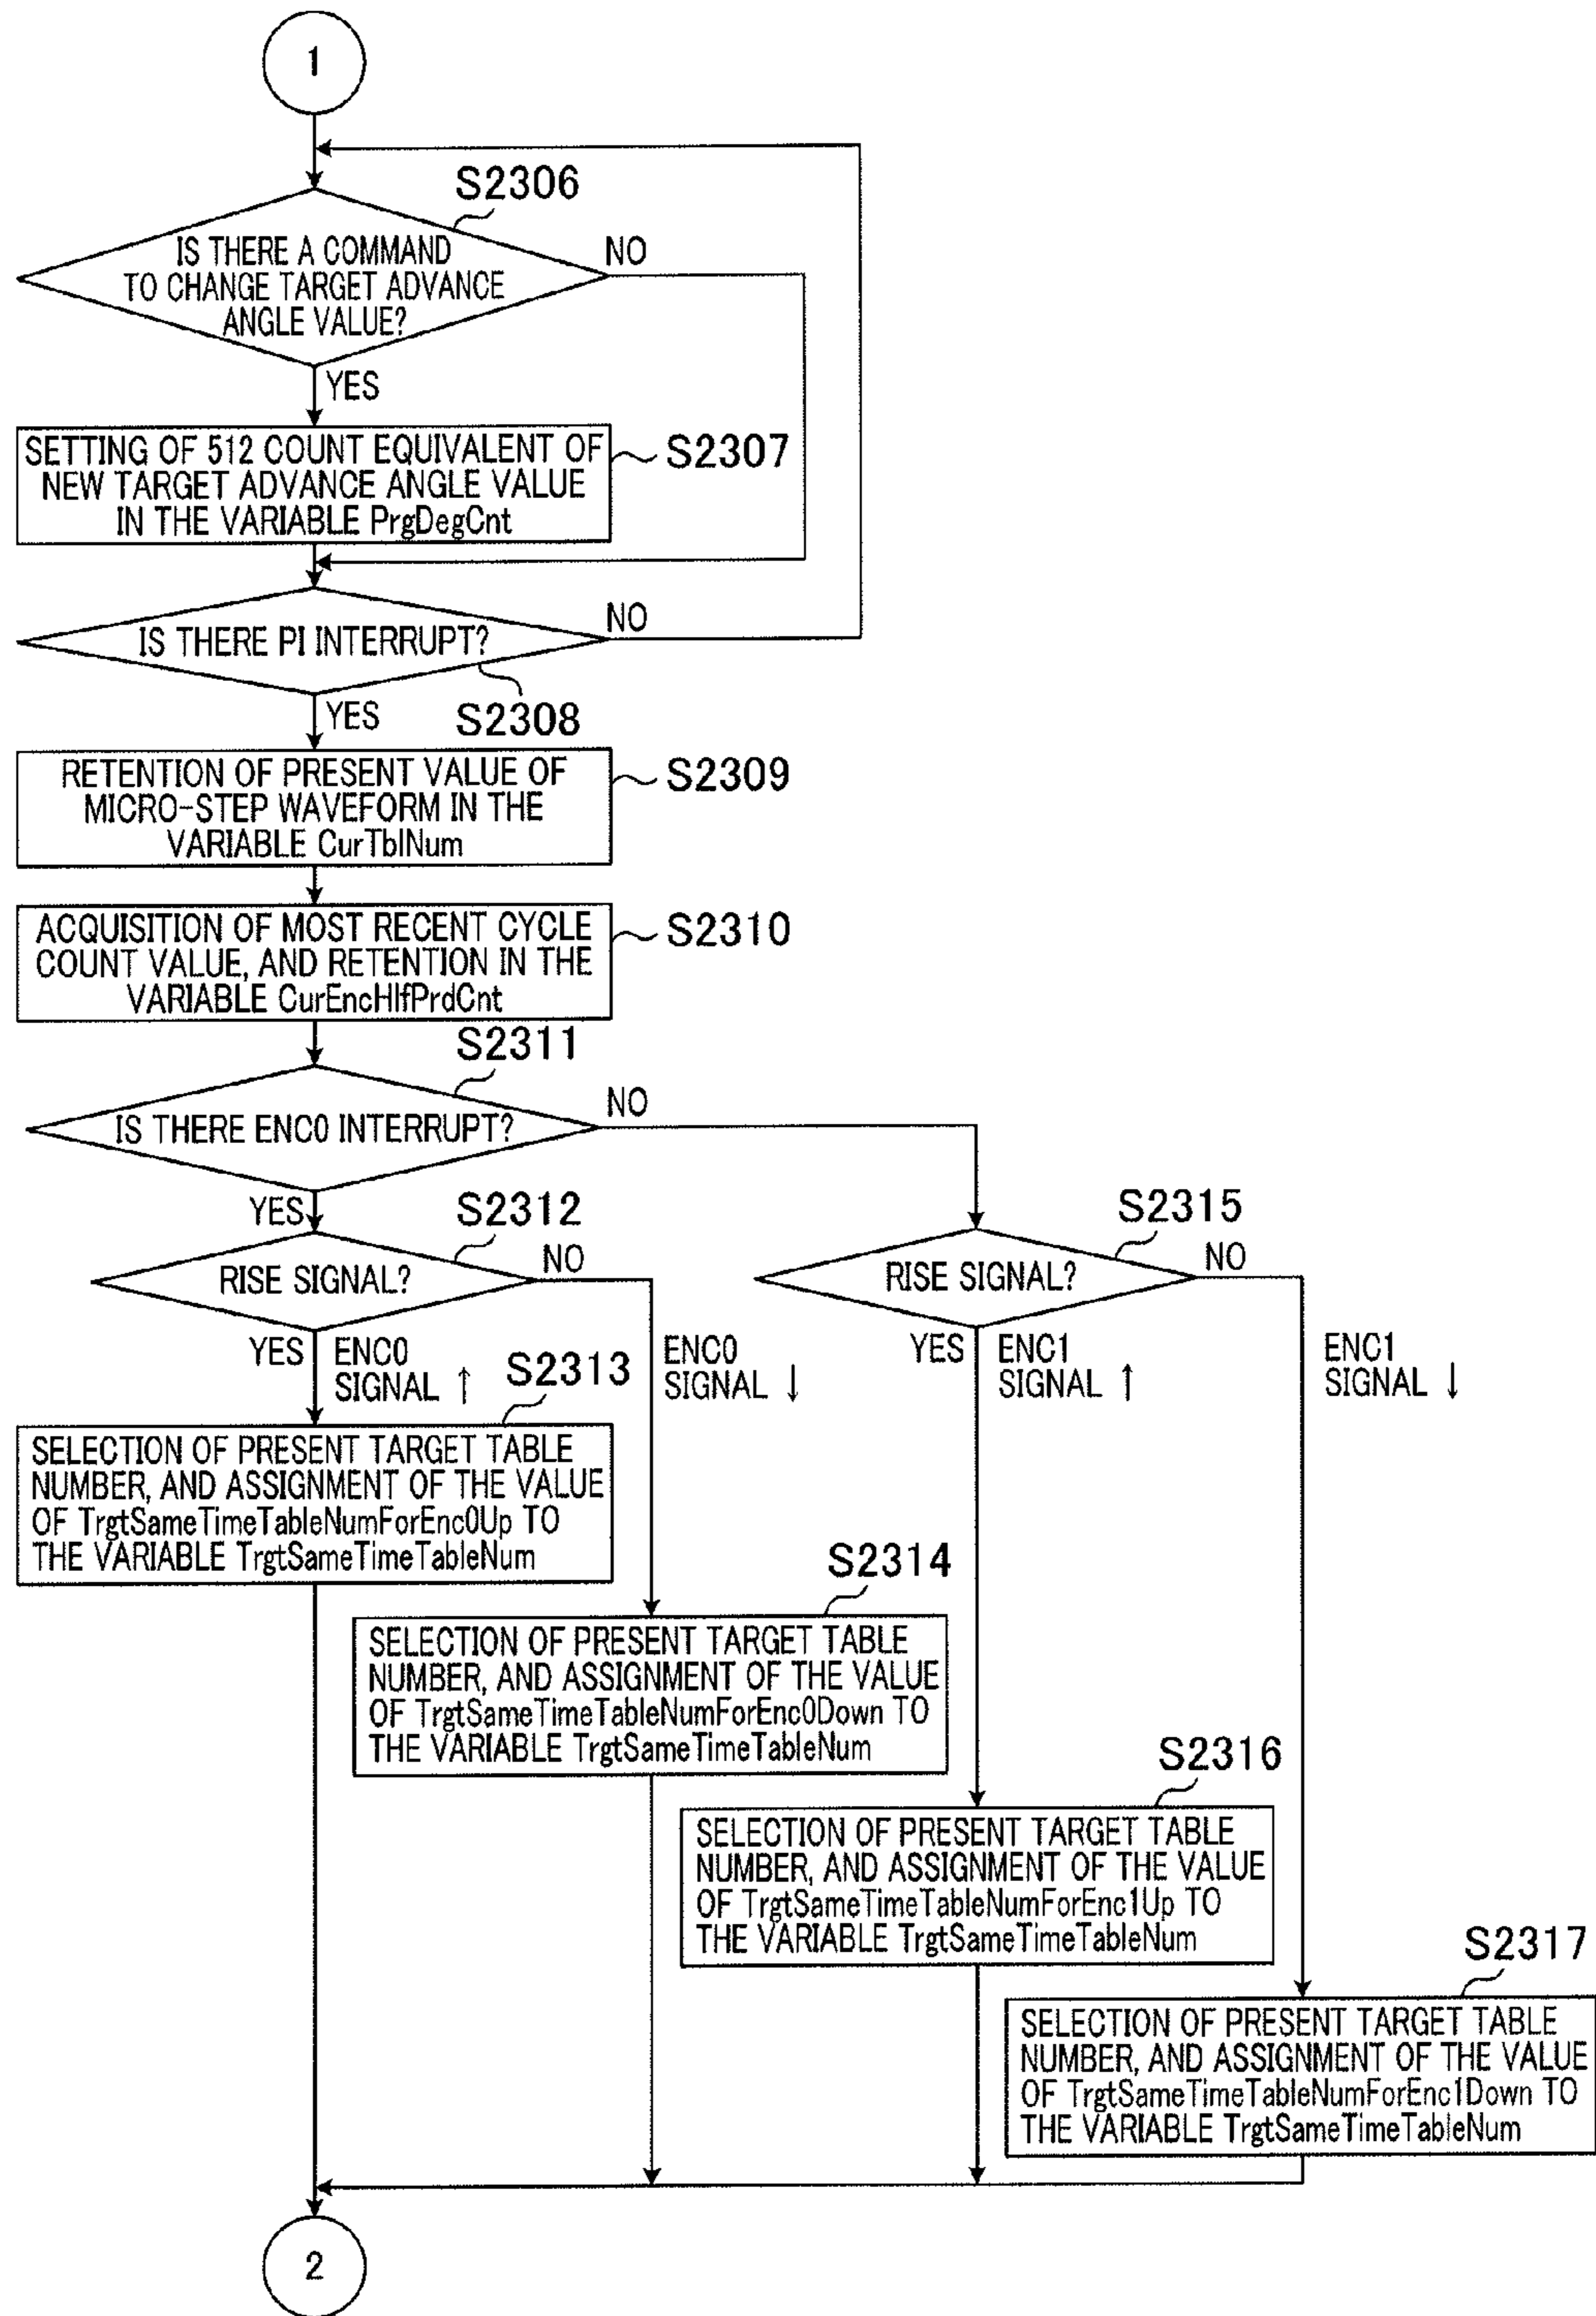 1
S2306
IS THERE A COMMAND
TO CHANGE TARGET ADVANCE
ANGLE VALUE?
NO
YES
SETTING OF 512 COUNT EQUIVALENT OF
NEW TARGET ADVANCE ANGLE VALUE
IN THE VARIABLE PrgDegCnt
S2307
IS THERE PI INTERRUPT?
NO
YES
S2308
RETENTION OF PRESENT VALUE OF
MICRO-STEP WAVEFORM IN THE
VARIABLE CurTblNum
S2309
ACQUISITION OF MOST RECENT CYCLE
COUNT VALUE, AND RETENTION IN THE
VARIABLE CurEncHlfPrdCnt
S2310
S2311
IS THERE ENC0 INTERRUPT?
NO
YES
S2312
RISE SIGNAL?
NO
S2315
RISE SIGNAL?
NO
YES
ENC0
SIGNAL ↑
ENC0
SIGNAL ↓
YES
ENC1
SIGNAL ↑
ENC1
SIGNAL ↓
S2313
SELECTION OF PRESENT TARGET TABLE
NUMBER, AND ASSIGNMENT OF THE VALUE
OF TrgtSameTimeTableNumForEnc0Up TO
THE VARIABLE TrgtSameTimeTableNum
S2314
SELECTION OF PRESENT TARGET TABLE
NUMBER, AND ASSIGNMENT OF THE VALUE
OF TrgtSameTimeTableNumForEnc0Down TO
THE VARIABLE TrgtSameTimeTableNum
S2316
SELECTION OF PRESENT TARGET TABLE
NUMBER, AND ASSIGNMENT OF THE VALUE
OF TrgtSameTimeTableNumForEnc1Up TO
THE VARIABLE TrgtSameTimeTableNum
S2317
SELECTION OF PRESENT TARGET TABLE
NUMBER, AND ASSIGNMENT OF THE VALUE
OF TrgtSameTimeTableNumForEnc1Down TO
THE VARIABLE TrgtSameTimeTableNum
2